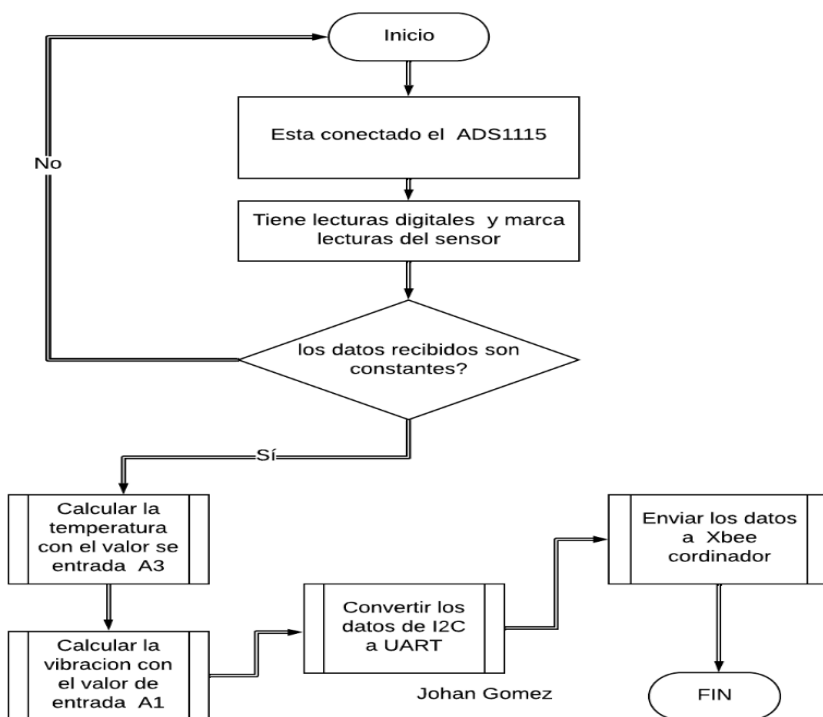 Inicio
Esta conectado el ADS1115
No
Tiene lecturas digitales y marca
lecturas del sensor
los datos recibidos son
constantes?
Sí
Calcular la
temperatura
con el valor se
entrada A3
Enviar los datos
a Xbee
cordinador
Convertir los
datos de I2C
a UART
Calcular la
vibracion con
el valor de
entrada A1
Johan Gomez
FIN